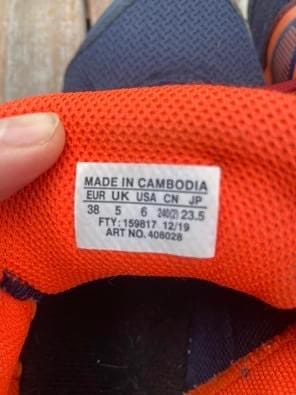 MADE IN CAMBODIA
EUR UK USA CN JP
38 5 6 240(2) 23.5
FTY: 159817 12/19
ART NO. 408028